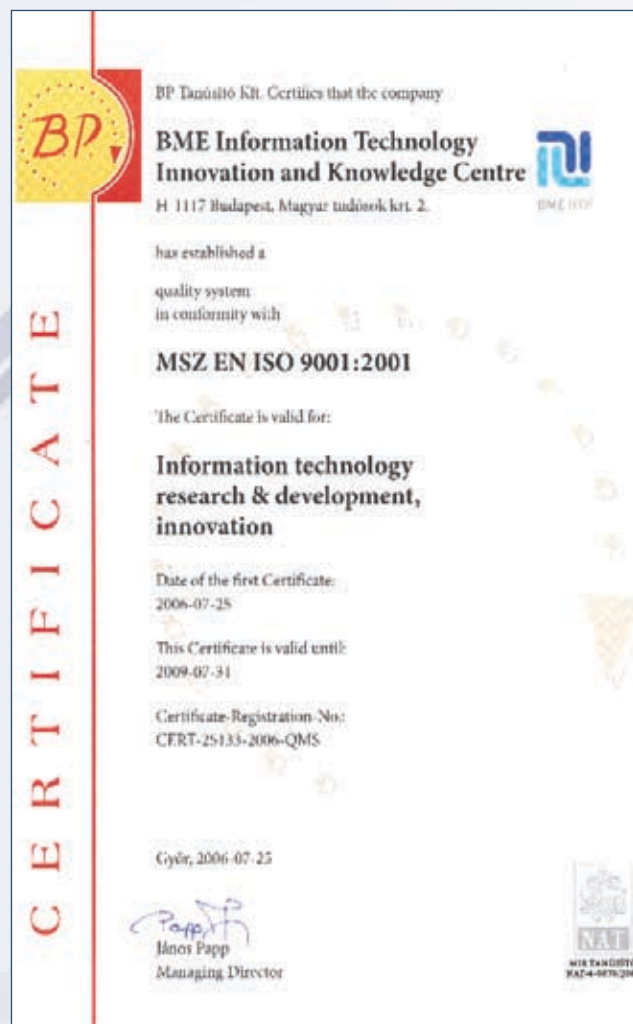 CERTIFICATE
BP
BP Tanúsító Kft. Certifies that the company
BME Information Technology
Innovation and Knowledge Centre
H-1117 Budapest, Magyar tudósok krt. 2.
has established a
quality system
in conformity with
MSZ EN ISO 9001:2001
The Certificate is valid for:
Information technology
research & development,
innovation
Date of the first Certificate:
2006-07-25
This Certificate is valid until:
2009-07-31
Certificate-Registration-No.:
CERT-25133-2006-QMS
Győr, 2006-07-25
Papp
János Papp
Managing Director
NAT